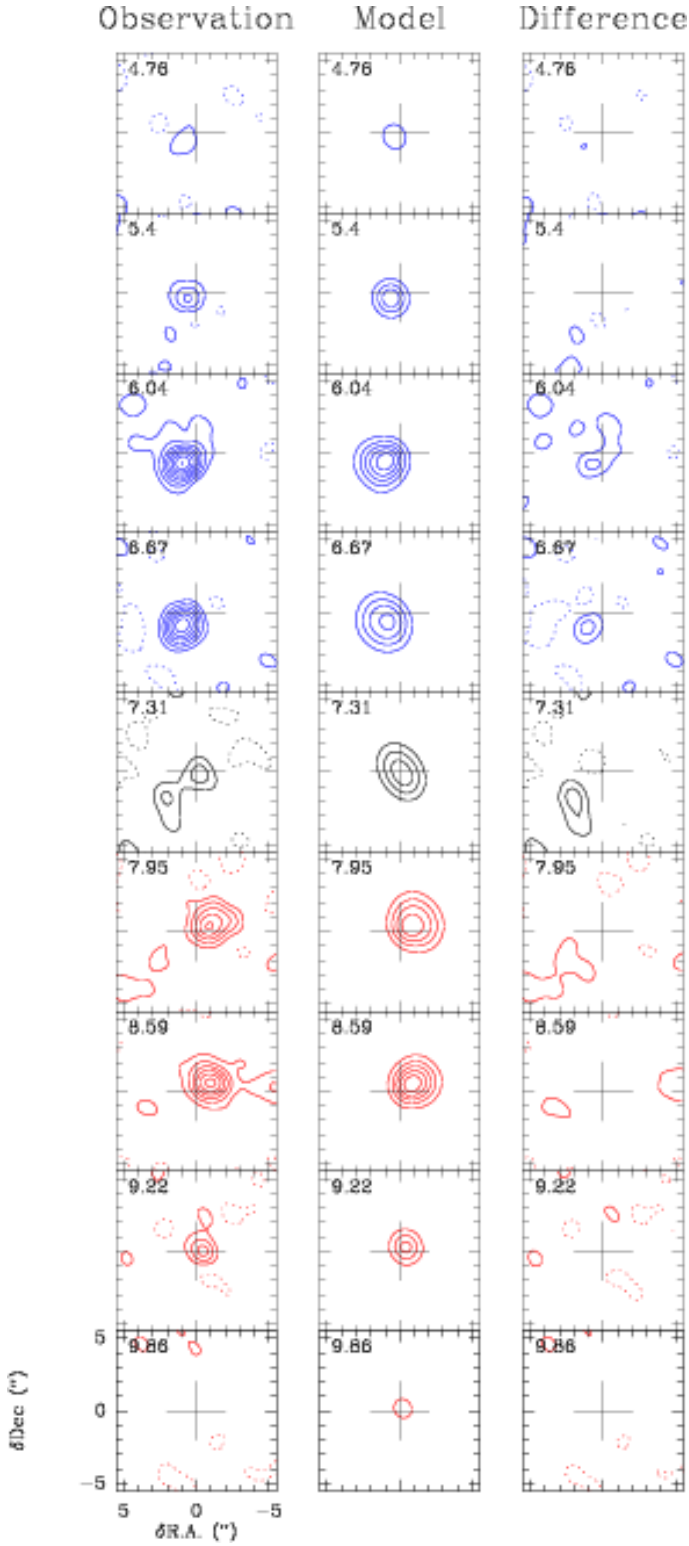 Observation Model Difference
4.76 4.76 4.76
5.4 5.4 5.4
6.04 6.04 6.04
6.67 6.67 6.67
7.31 7.31 7.31
7.95 7.95 7.95
8.59 8.59 8.59
9.22 9.22 9.22
5 9.86 9.86 9.86
0
δDec (")
−5
5 0 −5
δR.A. (")